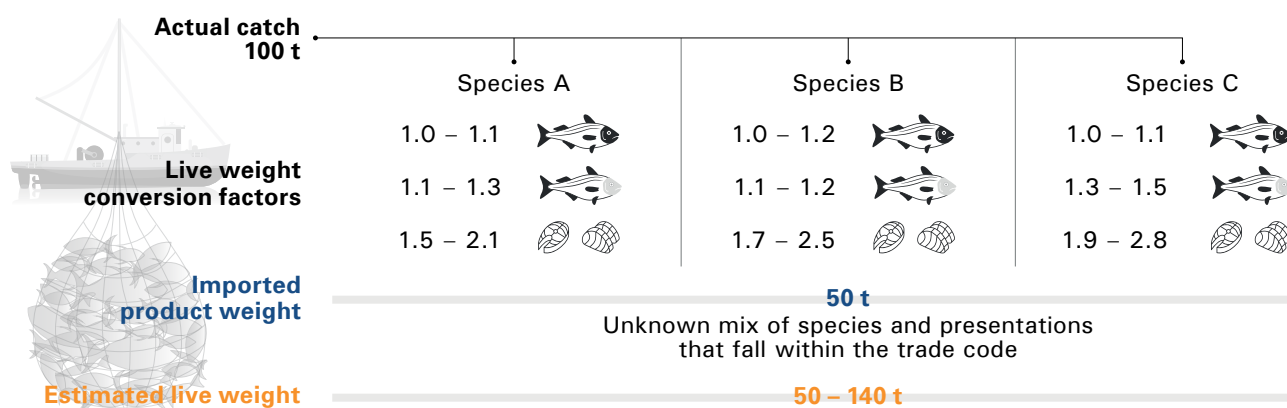 Actual catch
100 t
Species A
Species B
Species C
Live weight
conversion factors
1.0 – 1.1
1.0 – 1.2
1.0 – 1.1
1.1 – 1.3
1.1 – 1.2
1.3 – 1.5
1.5 – 2.1
1.7 – 2.5
1.9 – 2.8
Imported
product weight
50 t
Unknown mix of species and presentations
that fall within the trade code
Estimated live weight
50 – 140 t